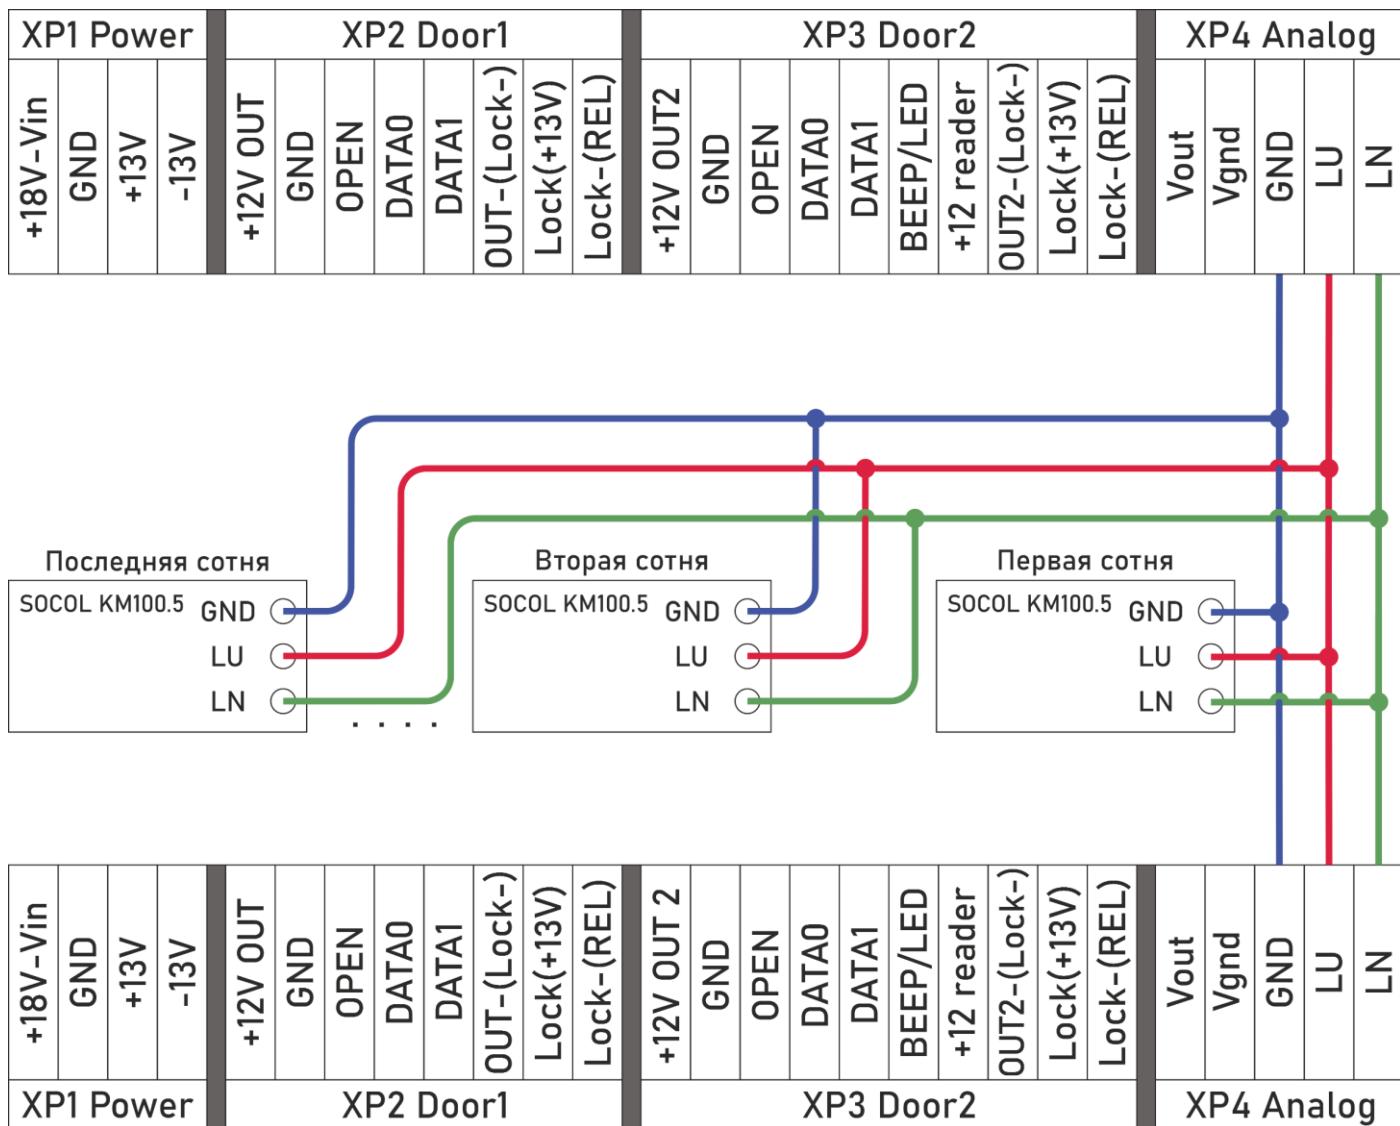 XP1 Power
XP2 Door1
XP3 Door2
XP4 Analog
+18V-Vin
GND
+13V
-13V
+12V OUT
GND
OPEN
DATA0
DATA1
OUT-(Lock-)
Lock(+13V)
Lock-(REL)
+12V OUT2
GND
OPEN
DATA0
DATA1
BEEP/LED
+12 reader
OUT2-(Lock-)
Lock(+13V)
Lock-(REL)
Vout
Vgnd
GND
LU
LN
Последняя сотня
SOCOL KM100.5
GND
LU
LN
. . . .
Вторая сотня
SOCOL KM100.5
GND
LU
LN
Первая сотня
SOCOL KM100.5
GND
LU
LN
+18V-Vin
GND
+13V
-13V
+12V OUT
GND
OPEN
DATA0
DATA1
OUT-(Lock-)
Lock(+13V)
Lock-(REL)
+12V OUT 2
GND
OPEN
DATA0
DATA1
BEEP/LED
+12 reader
OUT2-(Lock-)
Lock(+13V)
Lock-(REL)
Vout
Vgnd
GND
LU
LN
XP1 Power
XP2 Door1
XP3 Door2
XP4 Analog